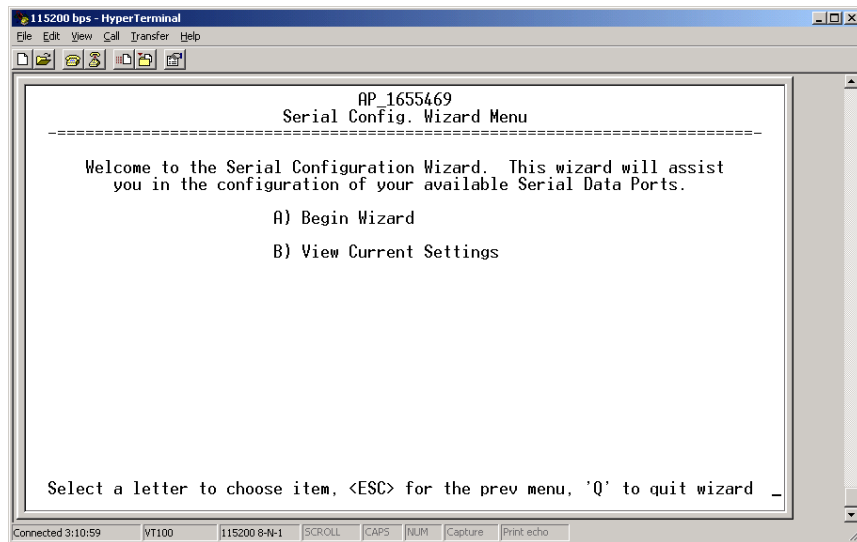 115200 bps - HyperTerminal
File Edit View Call Transfer Help
AP_1655469
Serial Config. Wizard Menu
-==========================================================================-
Welcome to the Serial Configuration Wizard. This wizard will assist
you in the configuration of your available Serial Data Ports.
A) Begin Wizard
B) View Current Settings
Select a letter to choose item, <ESC> for the prev menu, 'Q' to quit wizard _
Connected 3:10:59 VT100 115200 8-N-1 SCROLL CAPS NUM Capture Print echo